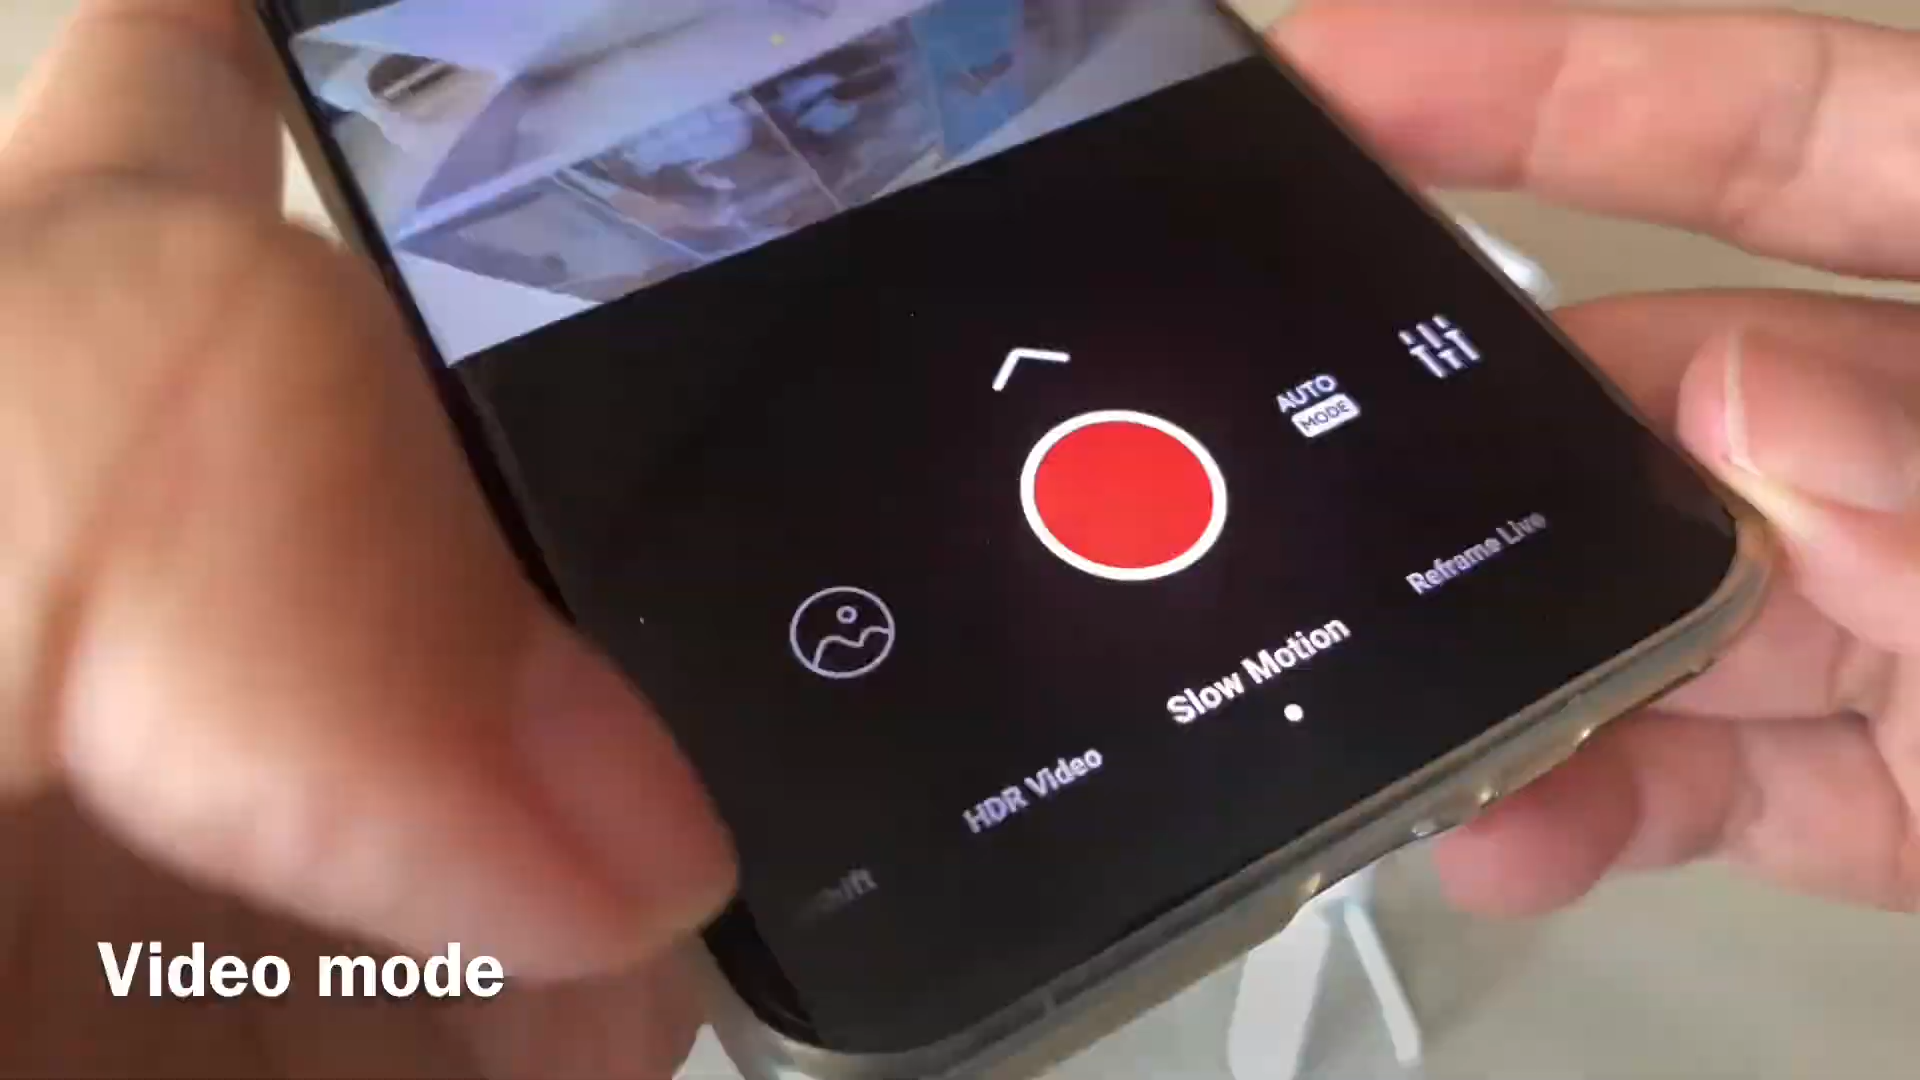 AUTO
MODE
Reframe Live
Slow Motion
HDR Video
Video mode